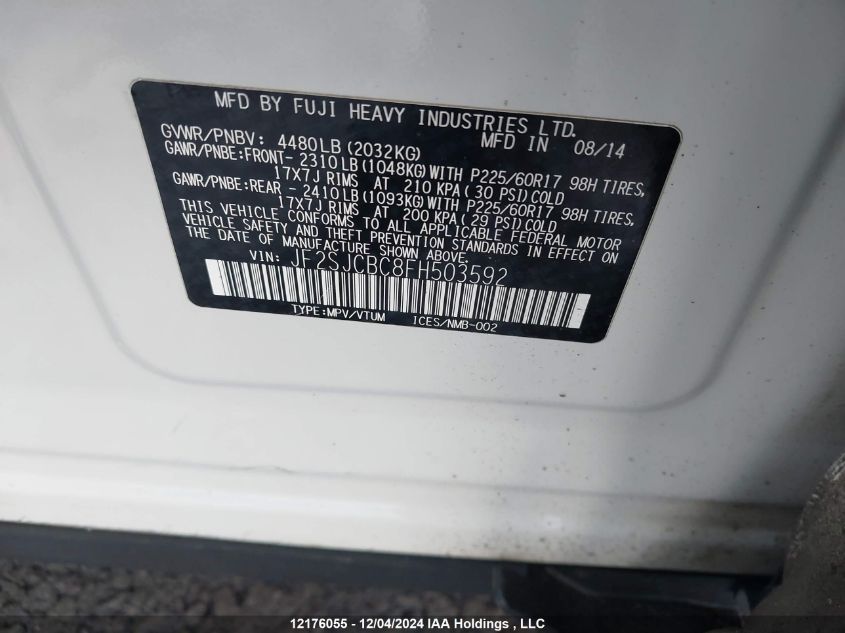 MFD BY FUJI HEAVY INDUSTRIES LTD.
GVWR/PNBV: 4480LB (2032KG) MFD IN 08/14
GAWR/PNBE:FRONT- 2310LB (1048KG) WITH P225/60R17 98H TIRES,
17X7J RIMS AT 210 KPA (30 PSI) COLD
GAWR/PNBE:REAR - 2410LB (1093KG) WITH P225/60R17 98H TIRES,
17X7J RIMS AT 200 KPA (29 PSI) COLD
THIS VEHICLE CONFORMS TO ALL APPLICABLE FEDERAL MOTOR
VEHICLE SAFETY AND THEFT PREVENTION STANDARDS IN EFFECT ON
THE DATE OF MANUFACTURE SHOWN ABOVE.
VIN: JF2SJCBC8FH503592
TYPE:MPV/VTUM ICES/NMB-002
12176055 - 12/04/2024 IAA Holdings , LLC